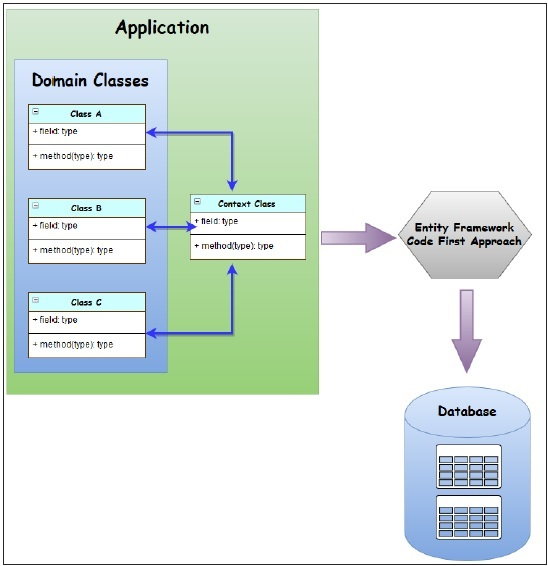 Application
Domain Classes
Class A
+ field: type
+ method(type): type
Class B
+ field: type
+ method(type): type
Class C
+ field: type
+ method(type): type
Context Class
+ field: type
+ method(type): type
Entity Framework
Code First Approach
Database